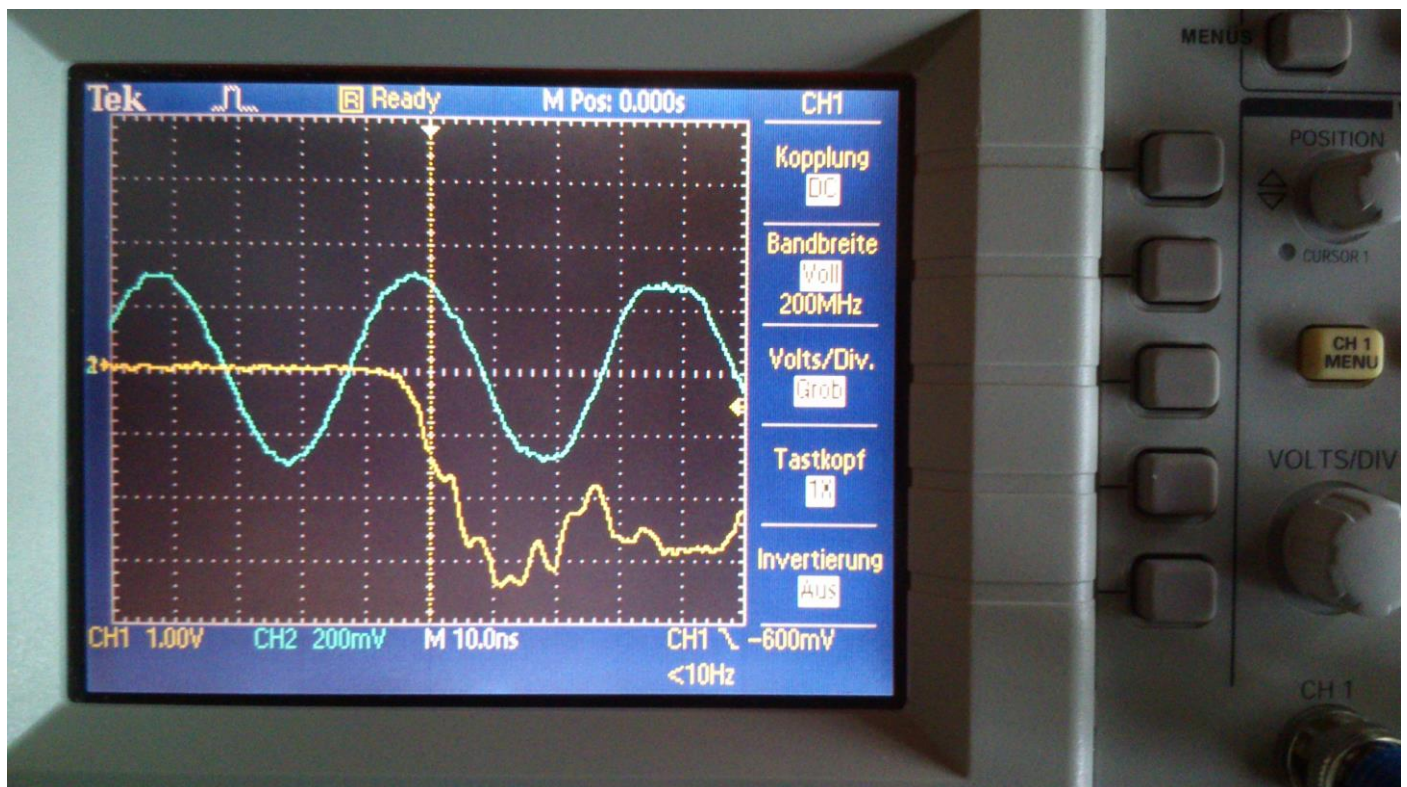 Tek R Ready M Pos: 0.000s CH1
Kopplung
DC
Bandbreite
Voll
200MHz
Volts/Div.
Grob
Tastkopf
1X
Invertierung
Aus
2
CH1 1.00V CH2 200mV M 10.0ns CH1 -600mV
<10Hz
MENUS
POSITION
CURSOR 1
CH 1
MENU
VOLTS/DIV
CH 1